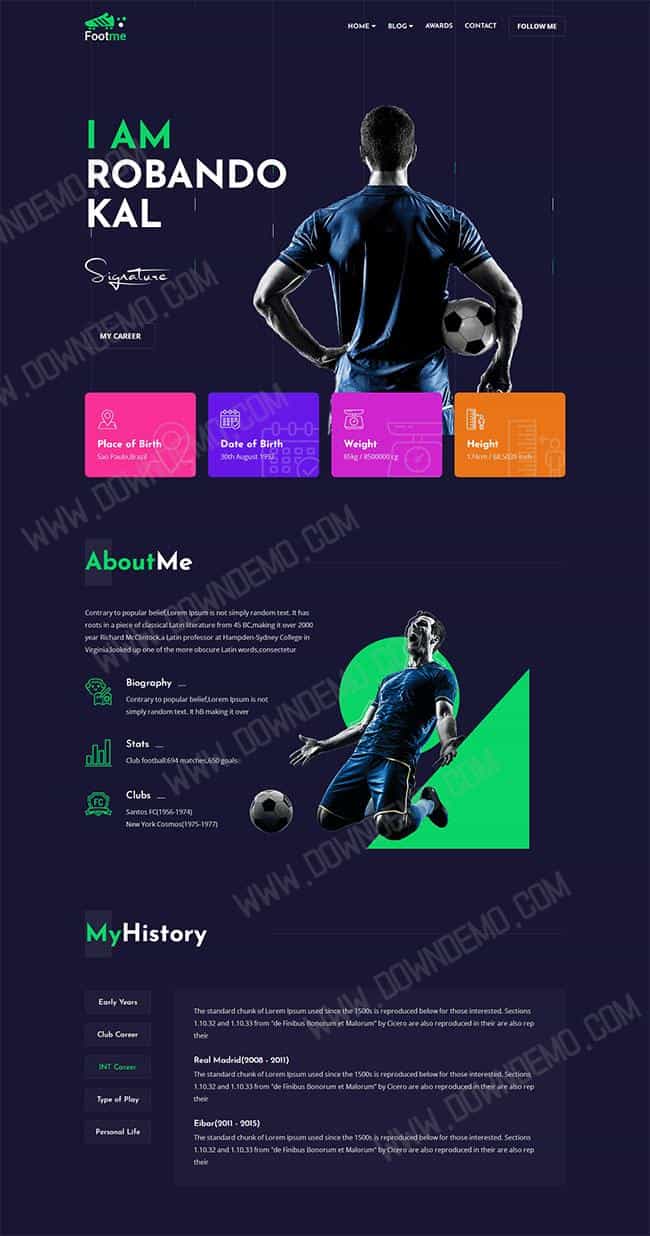 Footme
HOME
BLOG
AWARDS
CONTACT
FOLLOW ME
I AM
ROBANDO
KAL
Signature
MY CAREER
Place of Birth
Sao Paulo,Brazil
Date of Birth
30th August 1992
Weight
85kg / 8500000 cg
Height
174cm / 68.5039 inch
AboutMe
Contrary to popular belief,Lorem Ipsum is not simply random text. It has
roots in a piece of classical Latin literature from 45 BC,making it over 2000
year Richard McClintock,a Latin professor at Hampden-Sydney College in
Virginia,looked up one of the more obscure Latin words,consectetur
Biography
Contrary to popular belief,Lorem Ipsum is not
simply random text. It hB making it over
Stats
Club football:694 matches,650 goals
Clubs
FC
Santos FC(1956-1974)
New York Cosmos(1975-1977)
MyHistory
Early Years
Club Career
INT Career
Type of Play
Personal Life
The standard chunk of Lorem Ipsum used since the 1500s is reproduced below for those interested. Sections
1.10.32 and 1.10.33 from "de Finibus Bonorum et Malorum" by Cicero are also reproduced in their are also rep
their
Real Madrid(2008 - 2011)
The standard chunk of Lorem Ipsum used since the 1500s is reproduced below for those interested. Sections
1.10.32 and 1.10.33 from "de Finibus Bonorum et Malorum" by Cicero are also reproduced in their are also rep
their
Eibar(2011 - 2015)
The standard chunk of Lorem Ipsum used since the 1500s is reproduced below for those interested. Sections
1.10.32 and 1.10.33 from "de Finibus Bonorum et Malorum" by Cicero are also reproduced in their are also rep
their
WWW.DOWNDEMO.COM
WWW.DOWNDEMO.COM
WWW.DOWNDEMO.COM
WWW.DOWNDEMO.COM
WWW.DOWNDEMO.COM
WWW.DOWNDEMO.COM
WWW.DOWNDEMO.COM
WWW.DOWNDEMO.COM